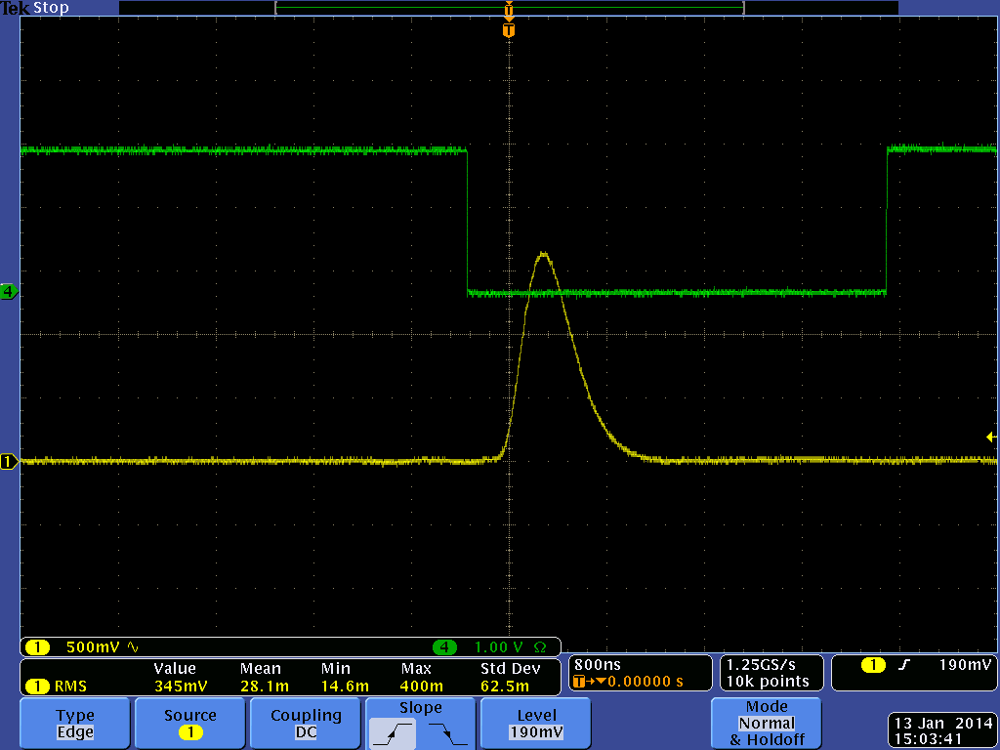 Tek Stop
T
T
4
1
1 500mV ∿ 4 1.00 V Ω
Value Mean Min Max Std Dev
1 RMS 345mV 28.1m 14.6m 400m 62.5m
800ns
T→▼0.00000 s
1.25GS/s
10k points
1 190mV
Type
Edge
Source
1
Coupling
DC
Slope
Level
190mV
Mode
Normal
& Holdoff
13 Jan 2014
15:03:41